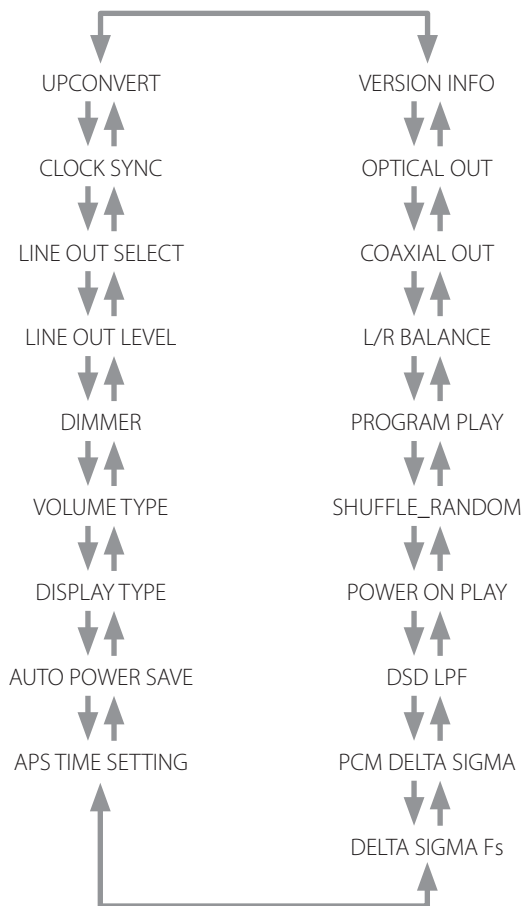 UPCONVERT
CLOCK SYNC
LINE OUT SELECT
LINE OUT LEVEL
DIMMER
VOLUME TYPE
DISPLAY TYPE
AUTO POWER SAVE
APS TIME SETTING
VERSION INFO
OPTICAL OUT
COAXIAL OUT
L/R BALANCE
PROGRAM PLAY
SHUFFLE_RANDOM
POWER ON PLAY
DSD LPF
PCM DELTA SIGMA
DELTA SIGMA Fs